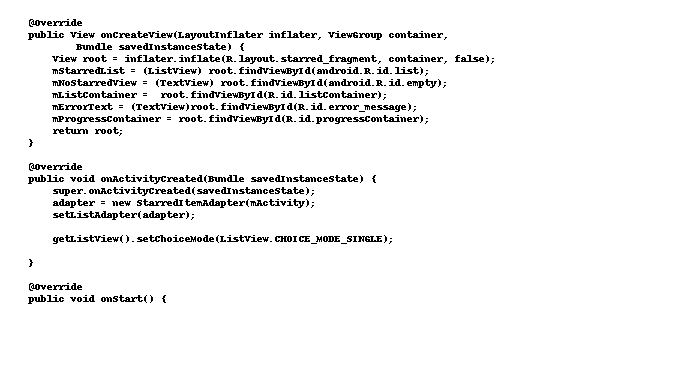 @Override
public View onCreateView(LayoutInflater inflater, ViewGroup container,
        Bundle savedInstanceState) {
    View root = inflater.inflate(R.layout.starred_fragment, container, false);
    mStarredList = (ListView) root.findViewById(android.R.id.list);
    mNoStarredView = (TextView) root.findViewById(android.R.id.empty);
    mListContainer =  root.findViewById(R.id.listContainer);
    mErrorText = (TextView)root.findViewById(R.id.error_message);
    mProgressContainer = root.findViewById(R.id.progressContainer);
    return root;
}

@Override
public void onActivityCreated(Bundle savedInstanceState) {
    super.onActivityCreated(savedInstanceState);
    adapter = new StarredItemAdapter(mActivity);
    setListAdapter(adapter);

    getListView().setChoiceMode(ListView.CHOICE_MODE_SINGLE);

}

@Override
public void onStart() {